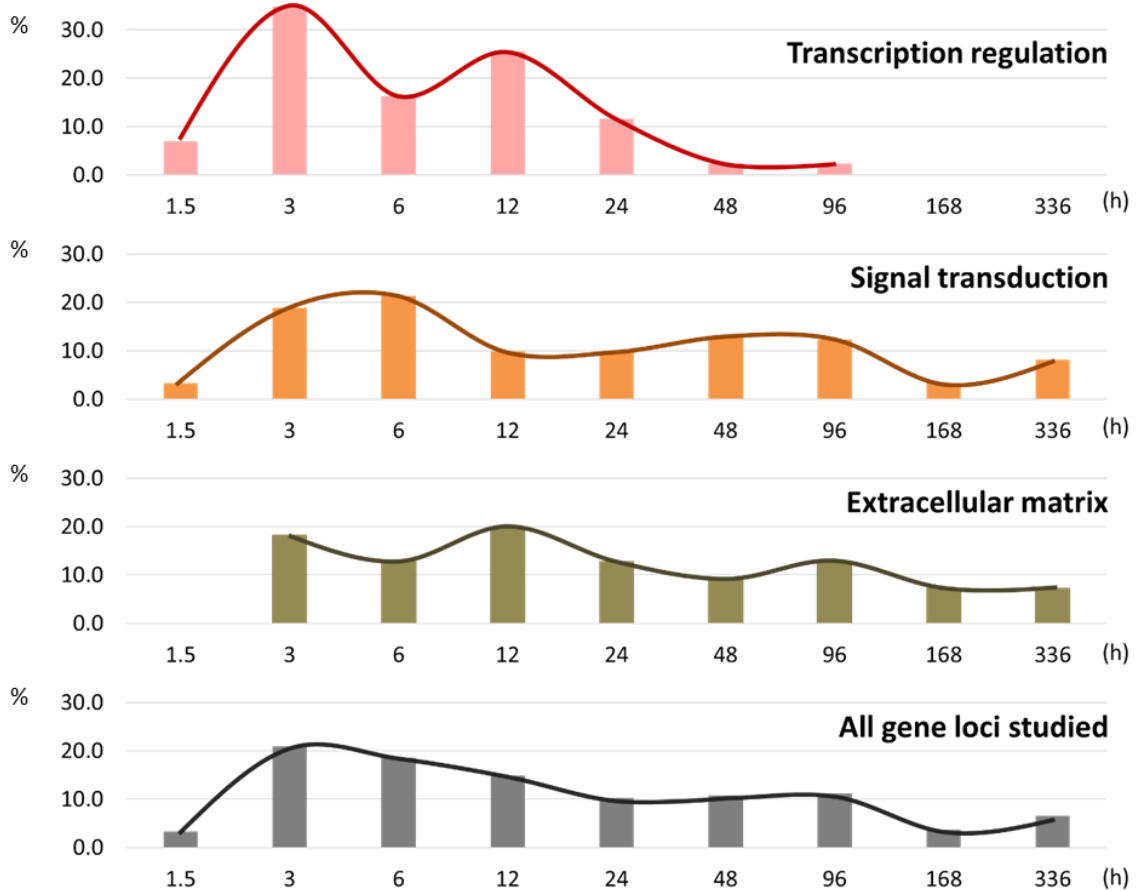 %
30.0
Transcription regulation
20.0
10.0
0.0
1.5 3 6 12 24 48 96 168 336 (h)
%
30.0
Signal transduction
20.0
10.0
0.0
1.5 3 6 12 24 48 96 168 336 (h)
%
30.0
Extracellular matrix
20.0
10.0
0.0
1.5 3 6 12 24 48 96 168 336 (h)
%
30.0
All gene loci studied
20.0
10.0
0.0
1.5 3 6 12 24 48 96 168 336 (h)